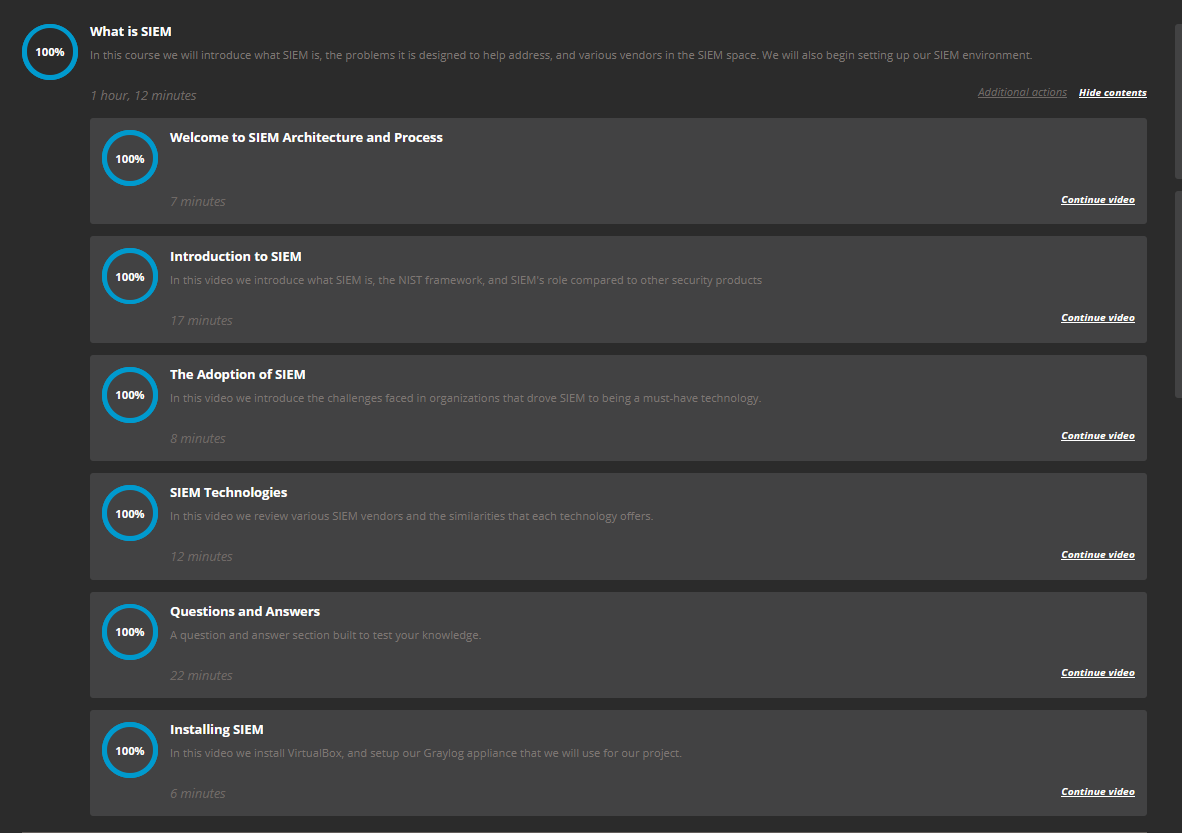 What is SIEM
100%
In this course we will introduce what SIEM is, the problems it is designed to help address, and various vendors in the SIEM space. We will also begin setting up our SIEM environment.
1 hour, 12 minutes
Additional actions Hide contents
Welcome to SIEM Architecture and Process
100%
7 minutes
Continue video
Introduction to SIEM
100%
In this video we introduce what SIEM is, the NIST framework, and SIEM's role compared to other security products
17 minutes
Continue video
The Adoption of SIEM
100%
In this video we introduce the challenges faced in organizations that drove SIEM to being a must-have technology.
8 minutes
Continue video
SIEM Technologies
100%
In this video we review various SIEM vendors and the similarities that each technology offers.
12 minutes
Continue video
Questions and Answers
100%
A question and answer section built to test your knowledge.
22 minutes
Continue video
Installing SIEM
100%
In this video we install VirtualBox, and setup our Graylog appliance that we will use for our project.
6 minutes
Continue video